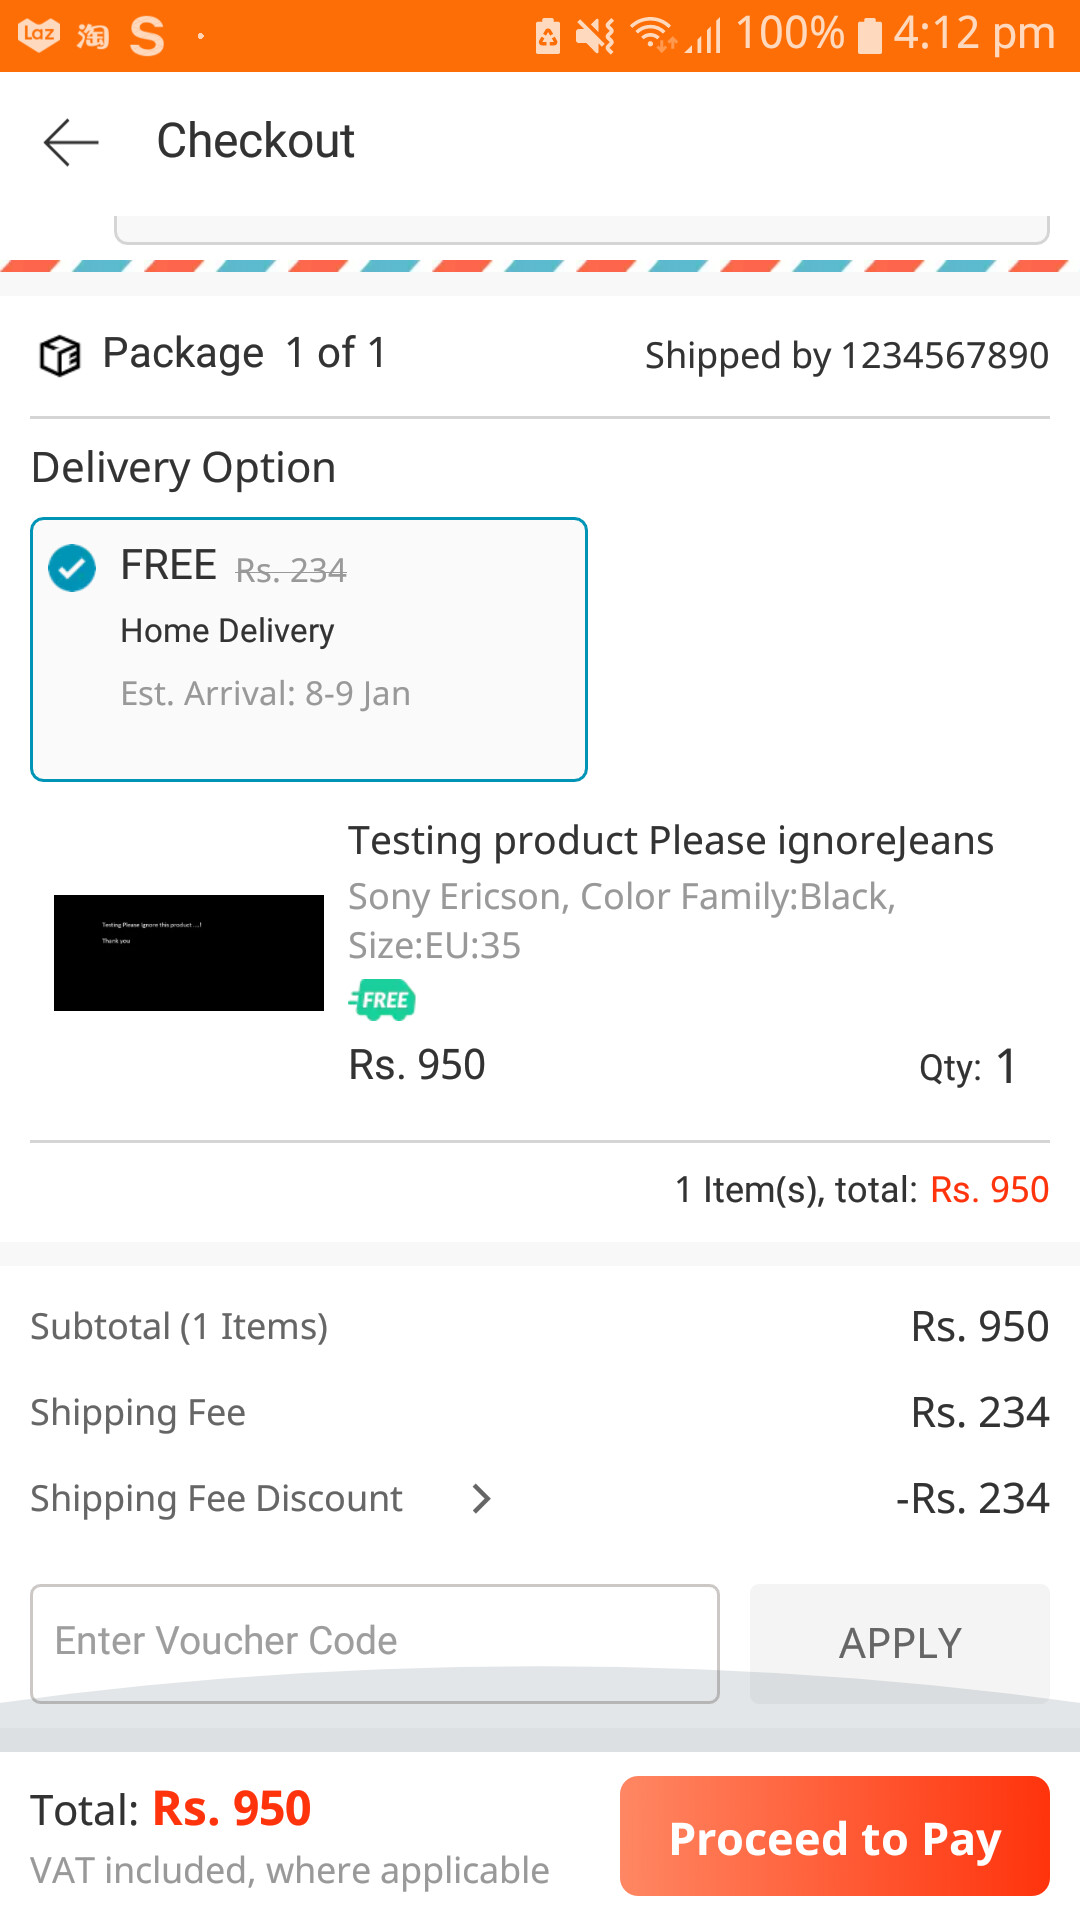 Laz 淘 S 100% 4:12 pm
Checkout
Package 1 of 1 Shipped by 1234567890
Delivery Option
FREE Rs. 234
Home Delivery
Est. Arrival: 8-9 Jan
Testing product Please ignoreJeans
Sony Ericson, Color Family:Black,
Size:EU:35
Testing Please Ignore this product ....!
Thank you
FREE
Rs. 950 Qty: 1
1 Item(s), total: Rs. 950
Subtotal (1 Items) Rs. 950
Shipping Fee Rs. 234
Shipping Fee Discount -Rs. 234
Enter Voucher Code APPLY
Total: Rs. 950
VAT included, where applicable
Proceed to Pay